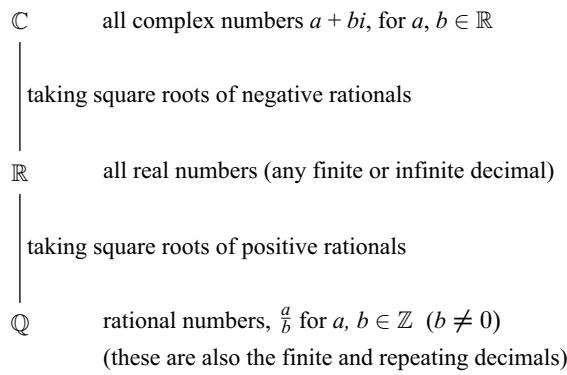 ℂ all complex numbers a + bi, for a, b ∈ ℝ
taking square roots of negative rationals
ℝ all real numbers (any finite or infinite decimal)
taking square roots of positive rationals
ℚ rational numbers, a/b for a, b ∈ ℤ (b ≠ 0)
(these are also the finite and repeating decimals)